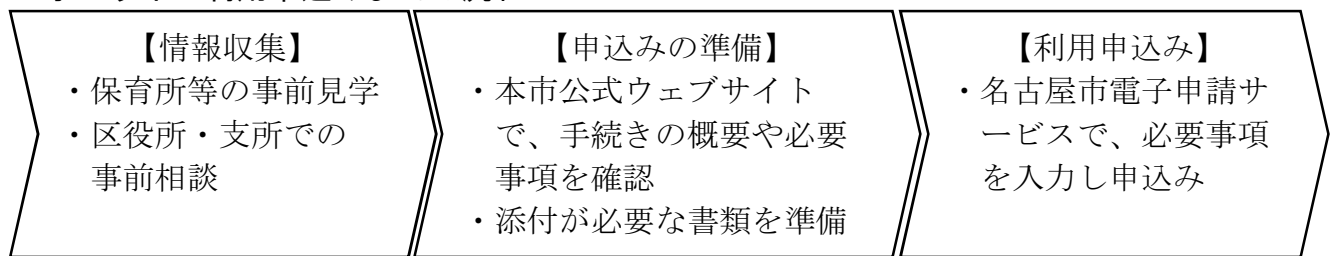 【情報収集】
・保育所等の事前見学
・区役所・支所での
事前相談
【申込みの準備】
・本市公式ウェブサイト
で、手続きの概要や必要
事項を確認
・添付が必要な書類を準備
【利用申込み】
・名古屋市電子申請サ
ービスで、必要事項
を入力し申込み